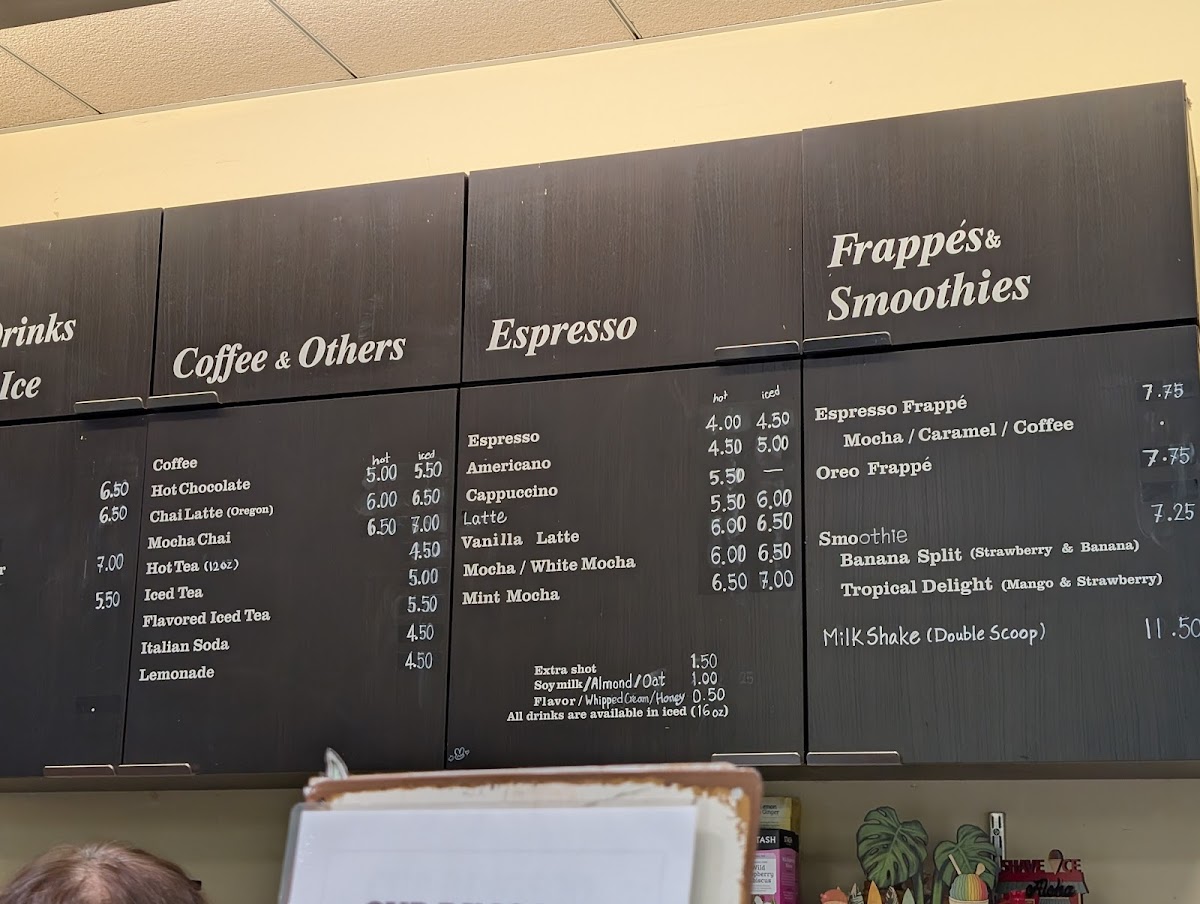 Drinks
Ice
6.50
6.50
r 7.00
5.50
Coffee & Others
hot iced
Coffee
Hot Chocolate 5.00 5.50
Chai Latte (Oregon) 6.00 6.50
Mocha Chai 6.50 7.00
Hot Tea (12oz) 4.50
Iced Tea 5.00
Flavored Iced Tea 5.50
Italian Soda 4.50
Lemonade 4.50
Espresso
hot iced
Espresso 4.00 4.50
Americano 4.50 5.00
Cappuccino 5.50 —
Latte 5.50 6.00
Vanilla Latte 6.00 6.50
Mocha / White Mocha 6.00 6.50
Mint Mocha 6.50 7.00
Extra shot 1.50
Soymilk/Almond/Oat 1.00
Flavor/Whipped Cream/Honey 0.50
All drinks are available in iced (16oz)
Frappés &
Smoothies
Espresso Frappé 7.75
Mocha / Caramel / Coffee
Oreo Frappé 7.75
Smoothie 7.25
Banana Split (Strawberry & Banana)
Tropical Delight (Mango & Strawberry)
Milk Shake (Double Scoop) 11.50
TASH
SHAVE ICE
Aloha